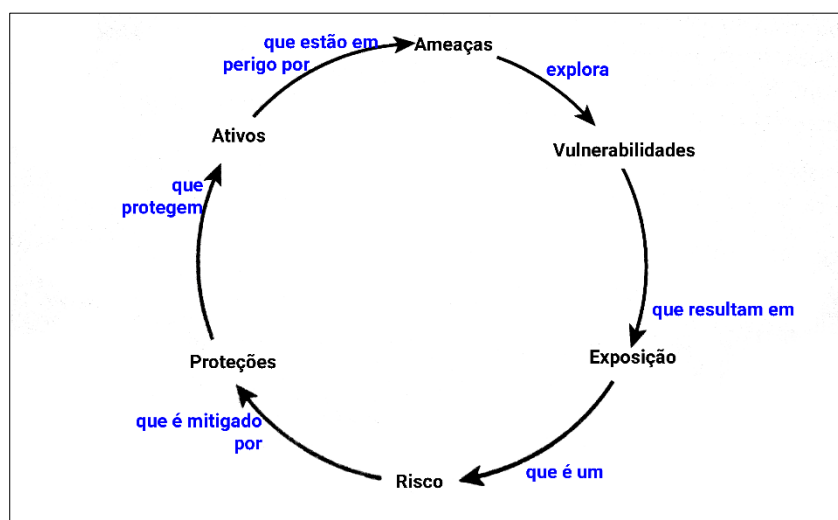 que estão em
perigo por
Ameaças
explora
Vulnerabilidades
que resultam em
Exposição
que é um
Risco
que é mitigado
por
Proteções
que
protegem
Ativos